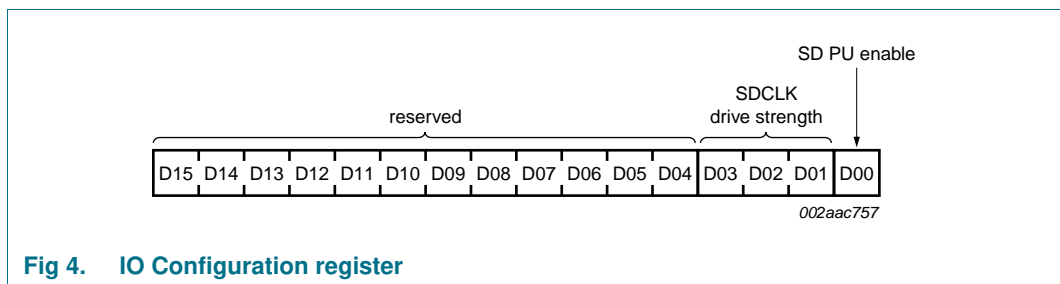 SD PU enable
SDCLK
drive strength
reserved
D15 D14 D13 D12 D11 D10 D09 D08 D07 D06 D05 D04 D03 D02 D01 D00
002aac757
Fig 4. IO Configuration register